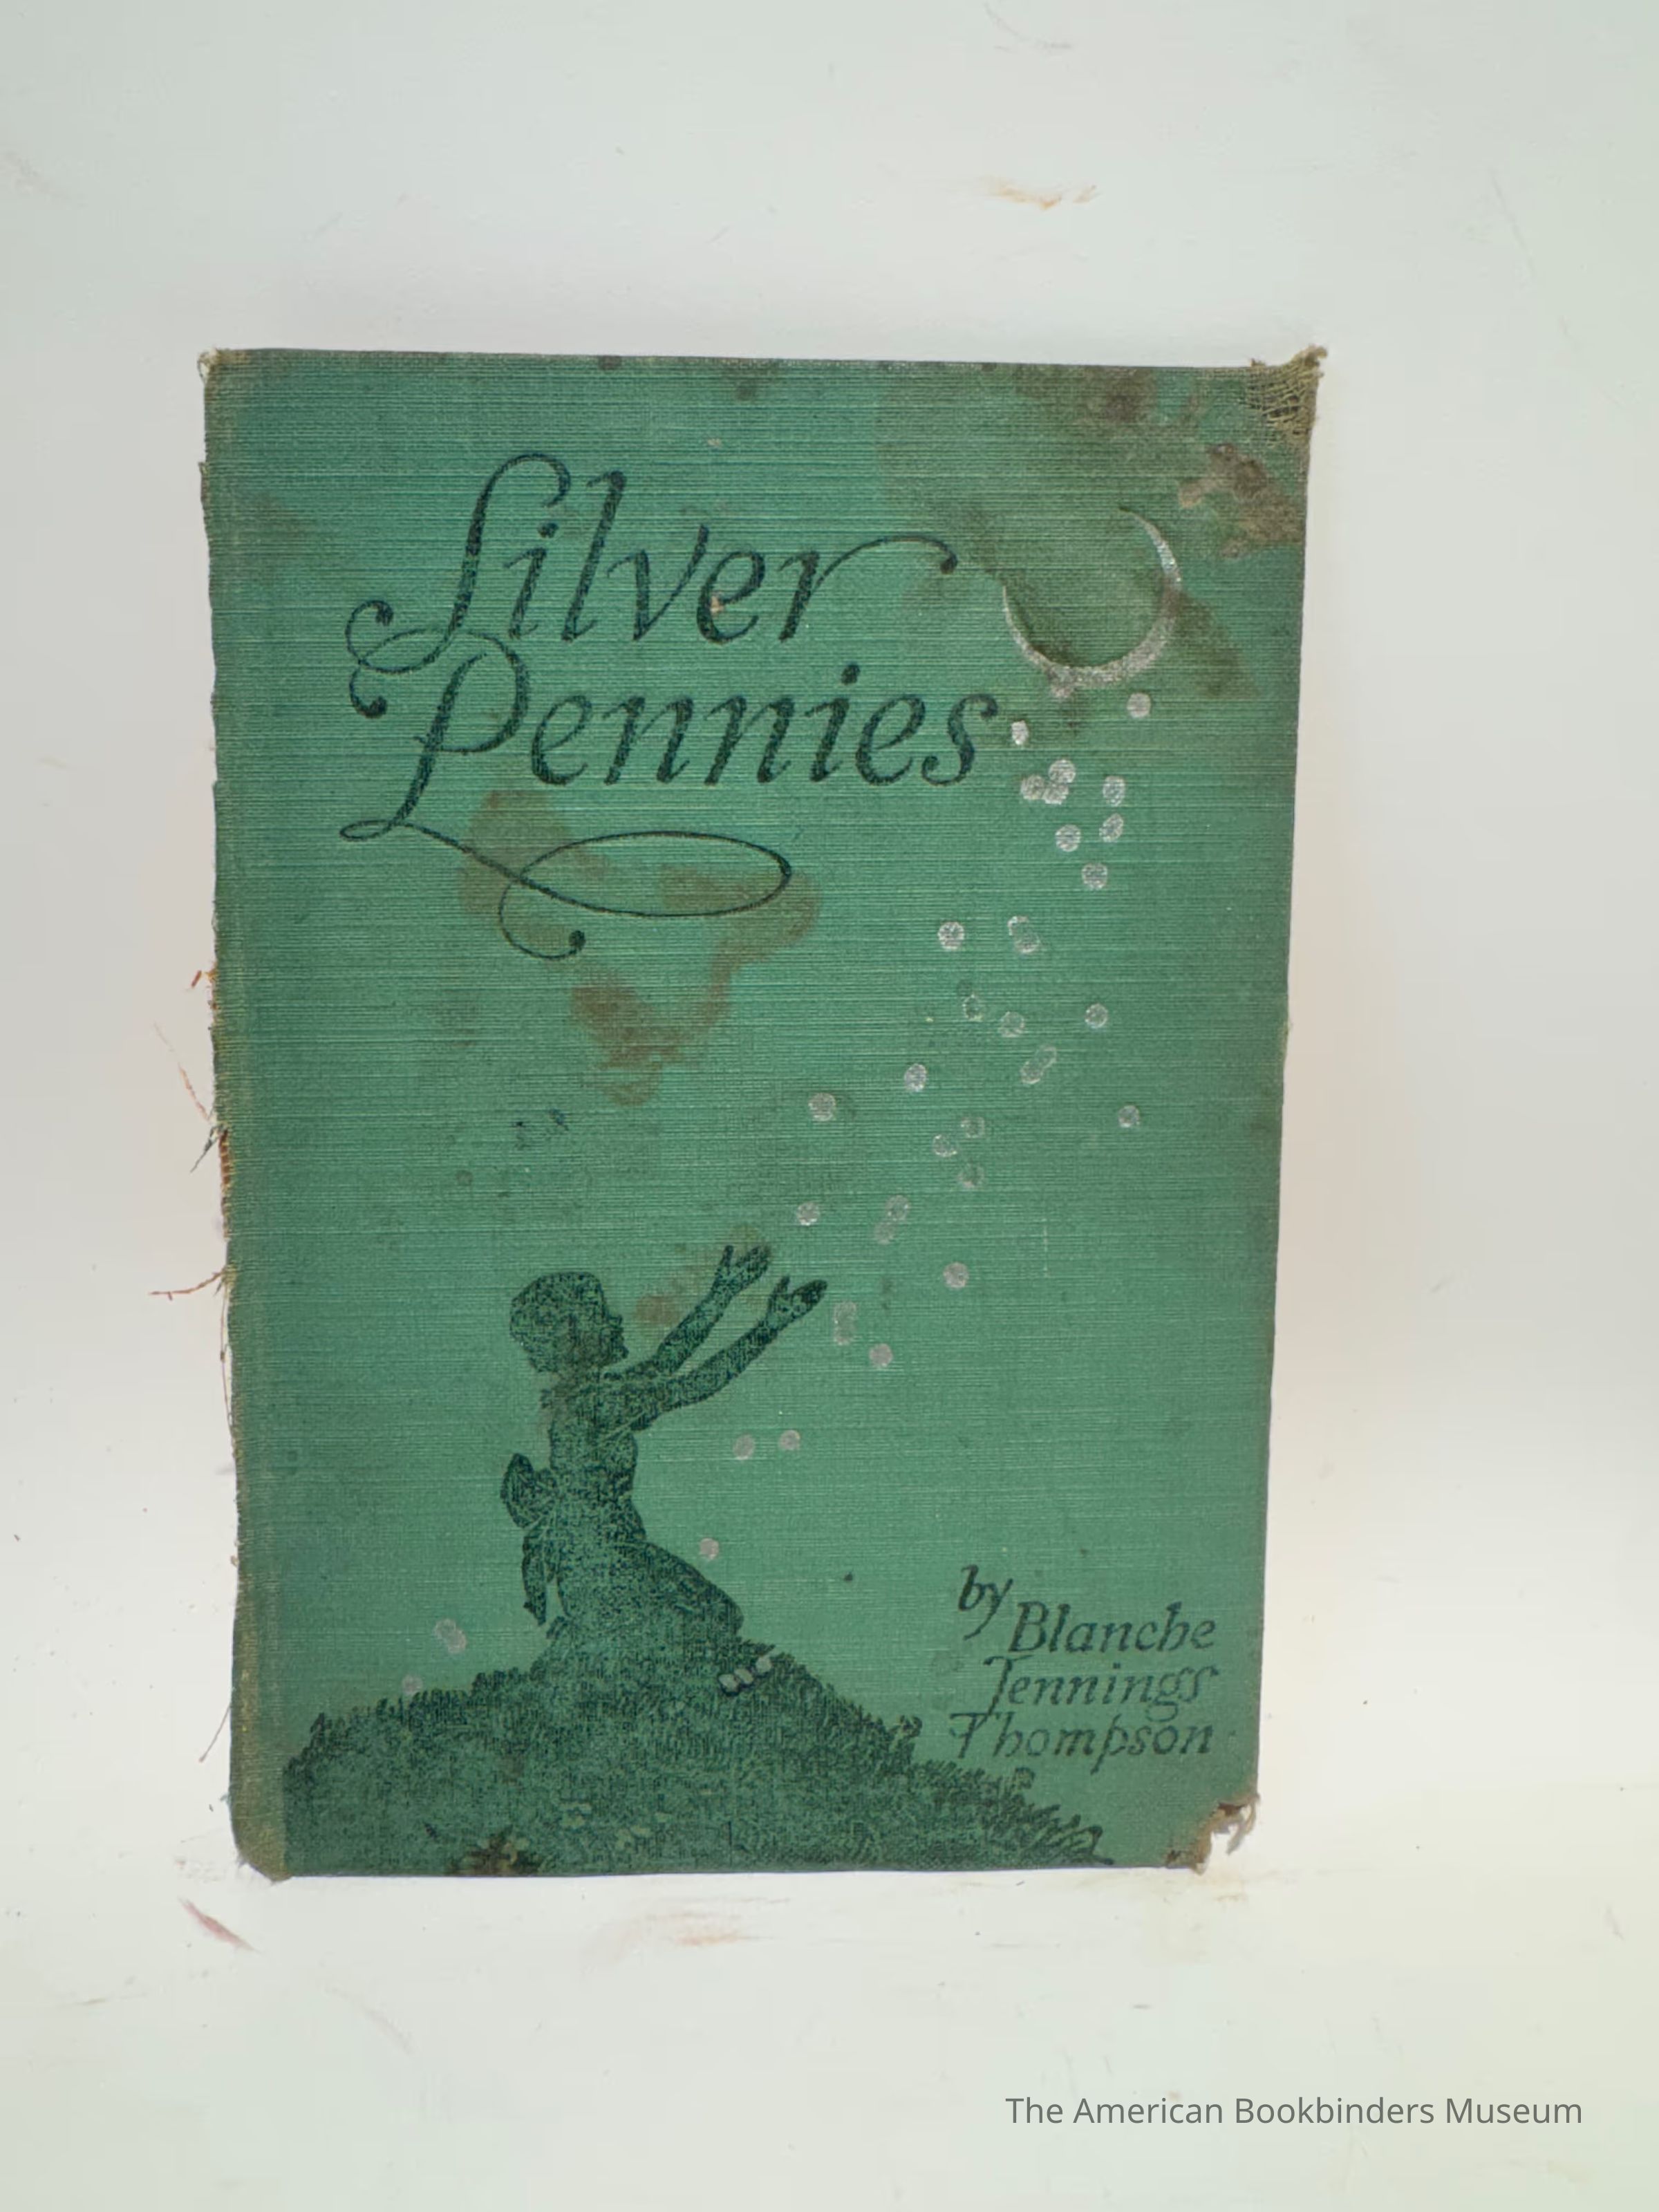 Silver
Pennies
by
Blanche
Jennings
Thompson
The American Bookbinders Museum